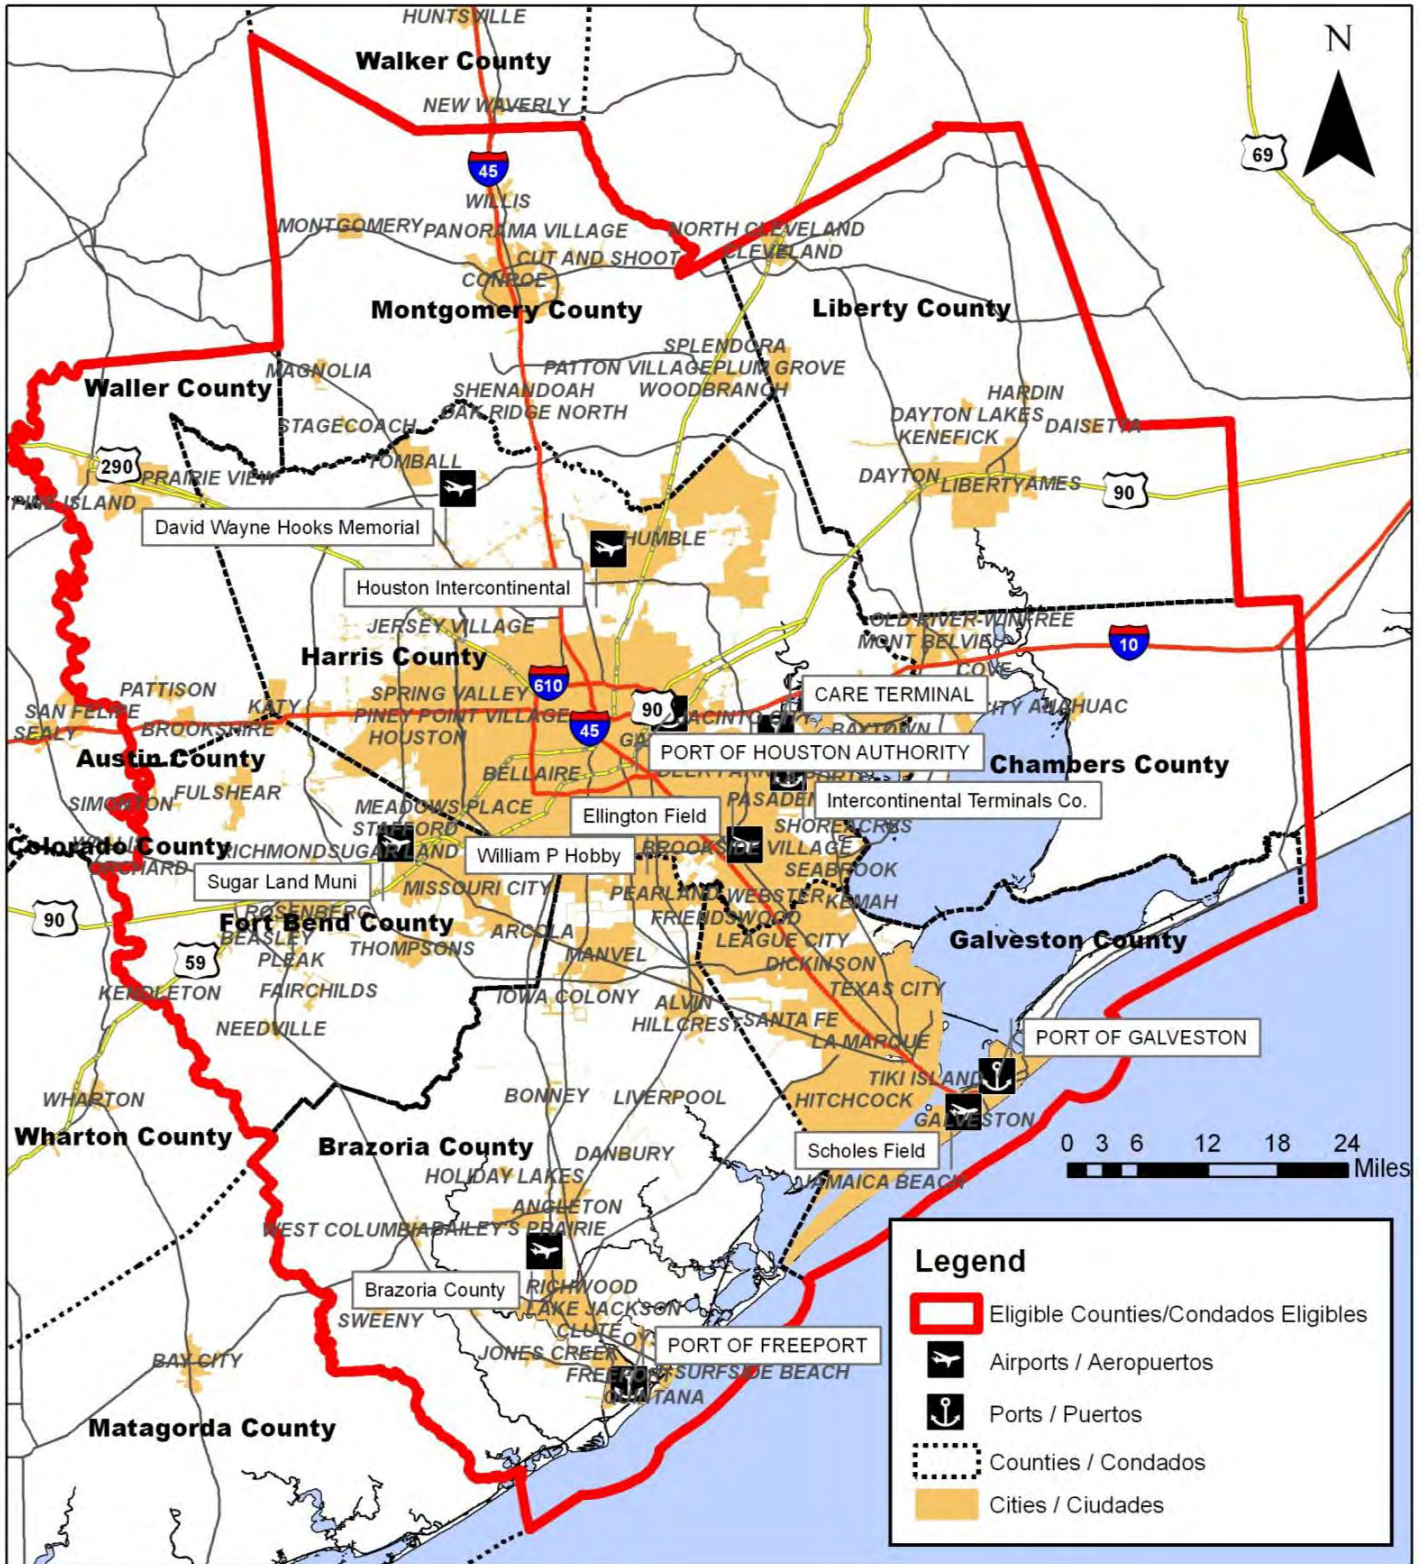 HUNTSVILLE
Walker County
N
NEW WAVERLY
69
45
WILLIS
MONTGOMERY
PANORAMA VILLAGE
NORTH CLEVELAND
CUT AND SHOOT
CLEVELAND
CONROE
Montgomery County
Liberty County
SPLENDORA
MAGNOLIA
PATTON VILLAGE
PLUM GROVE
Waller County
SHENANDOAH
WOODBRANCH
HARDIN
OAK RIDGE NORTH
DAYTON LAKES
STAGECOACH
DAISETTA
KENEFICK
TOMBALL
290
PRAIRIE VIEW
DAYTON
LIBERTY
AMES
90
PINE ISLAND
David Wayne Hooks Memorial
HUMBLE
Houston Intercontinental
OLD RIVER-WINFREE
JERSEY VILLAGE
MONT BELVIEU
10
Harris County
COVE
610
PATTISON
SPRING VALLEY
CARE TERMINAL
SAN FELIPE
KATY
90
JACINTO CITY
CITY
ANAHUAC
SEALY
BROOKSHIRE
PINEY POINT VILLAGE
45
HOUSTON
BAYTOWN
PORT OF HOUSTON AUTHORITY
Austin County
BELLAIRE
DEER PARK
Chambers County
SIMONTON
FULSHEAR
MEADOWS PLACE
PASADEN
Intercontinental Terminals Co.
Ellington Field
STAFFORD
SHOREACRES
Colorado County
RICHMOND
SUGAR LAND
William P Hobby
BROOKSIDE VILLAGE
ORCHARD
SEABROOK
Sugar Land Muni
MISSOURI CITY
PEARLAND
WEBSTER
KEMAH
90
ROSENBERG
Fort Bend County
FRIENDSWOOD
BEASLEY
THOMPSONS
ARCOLA
LEAGUE CITY
Galveston County
59
PLEAK
MANVEL
DICKINSON
KENDLETON
FAIRCHILDS
IOWA COLONY
TEXAS CITY
ALVIN
NEEDVILLE
HILLCREST
SANTA FE
LA MARQUE
PORT OF GALVESTON
TIKI ISLAND
WHARTON
BONNEY
LIVERPOOL
HITCHCOCK
GALVESTON
Wharton County
Brazoria County
DANBURY
Scholes Field
0 3 6 12 18 24
Miles
HOLIDAY LAKES
JAMAICA BEACH
ANGLETON
WEST COLUMBIA
BAILEY'S PRAIRIE
Legend
Brazoria County
RICHWOOD
LAKE JACKSON
Eligible Counties/Condados Eligibles
SWEENY
CLUTE
OY
PORT OF FREEPORT
JONES CREEK
Airports / Aeropuertos
BAY CITY
FREEPORT
SURFSIDE BEACH
QUINTANA
Ports / Puertos
Matagorda County
Counties / Condados
Cities / Ciudades